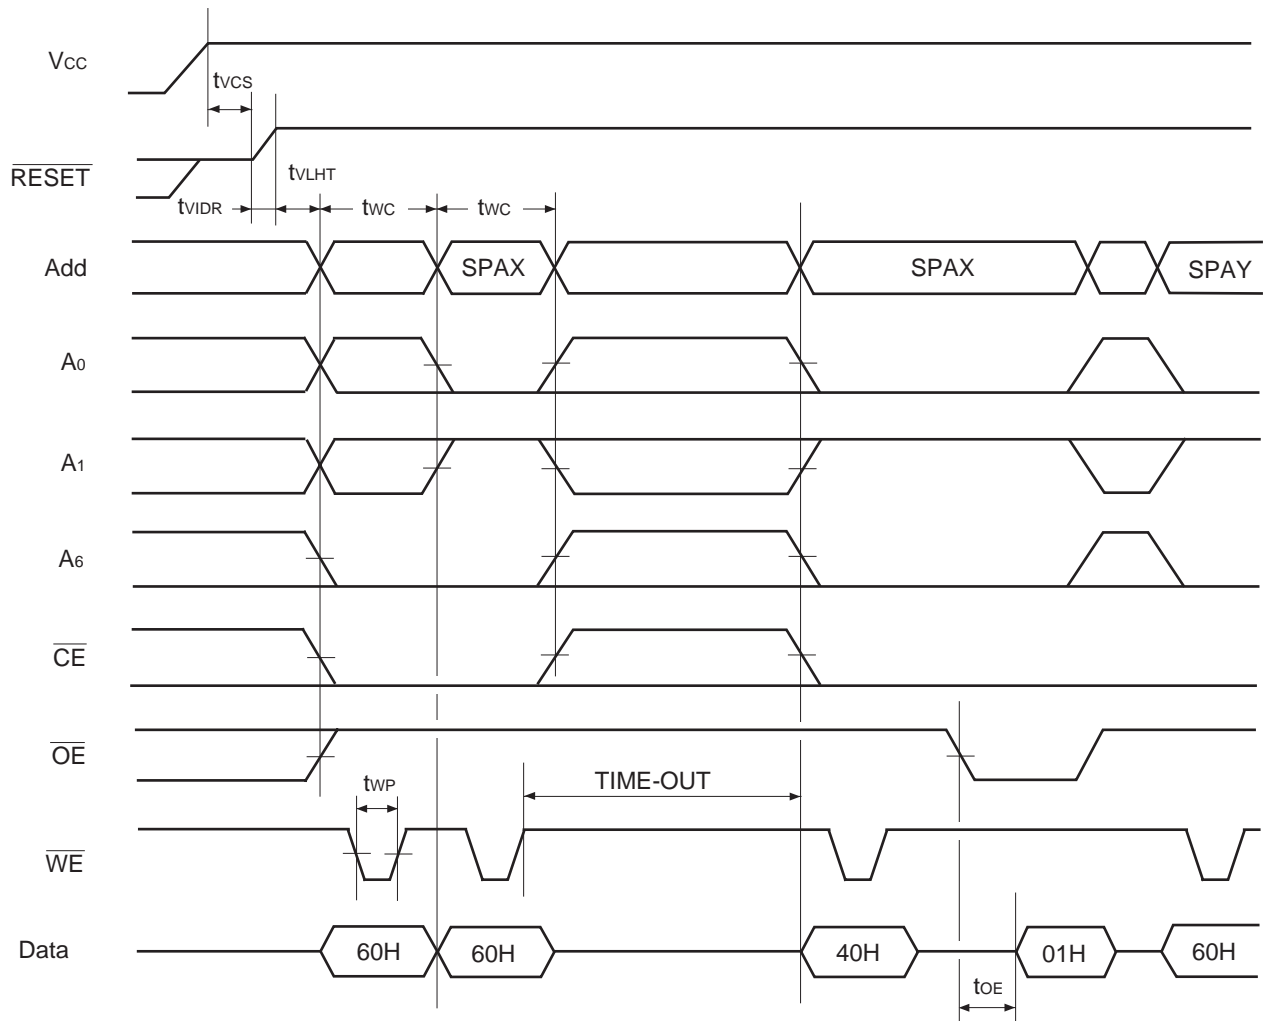 VCC
tVCS
RESET
tVLHT
tVIDR tWC tWC
Add SPAX SPAX SPAY
A0
A1
A6
CE
OE
tWP TIME-OUT
WE
Data 60H 60H 40H 01H 60H
tOE